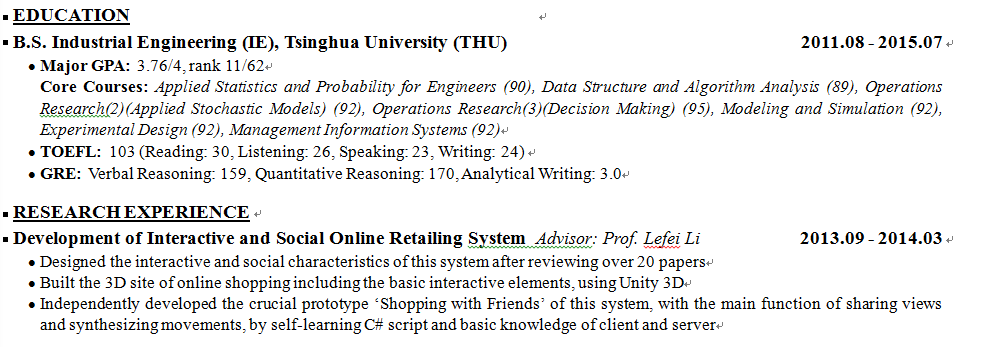 EDUCATION
B.S. Industrial Engineering (IE), Tsinghua University (THU) 2011.08 - 2015.07
Major GPA: 3.76/4, rank 11/62
Core Courses: Applied Statistics and Probability for Engineers (90), Data Structure and Algorithm Analysis (89), Operations
Research(2)(Applied Stochastic Models) (92), Operations Research(3)(Decision Making) (95), Modeling and Simulation (92),
Experimental Design (92), Management Information Systems (92)
TOEFL: 103 (Reading: 30, Listening: 26, Speaking: 23, Writing: 24)
GRE: Verbal Reasoning: 159, Quantitative Reasoning: 170, Analytical Writing: 3.0
RESEARCH EXPERIENCE
Development of Interactive and Social Online Retailing System Advisor: Prof. Lefei Li 2013.09 - 2014.03
Designed the interactive and social characteristics of this system after reviewing over 20 papers
Built the 3D site of online shopping including the basic interactive elements, using Unity 3D
Independently developed the crucial prototype ‘Shopping with Friends’ of this system, with the main function of sharing views
and synthesizing movements, by self-learning C# script and basic knowledge of client and server